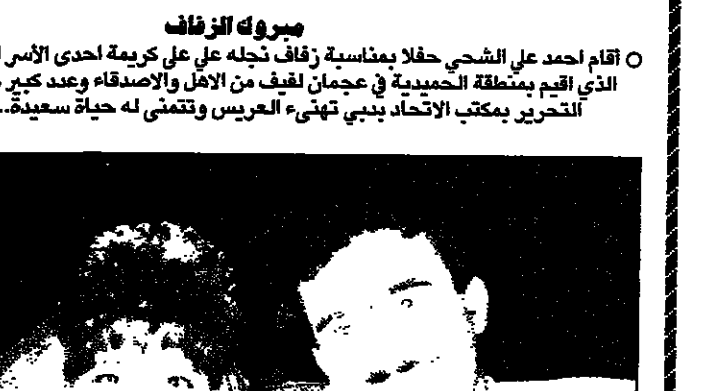 مبروك الزفاف
أقام احمد علي الشحي حفلا بمناسبة زفاف نجله علي على كريمة احدى الأسر
الذي اقيم بمنطقة الحميدية في عجمان لفيف من الاهل والاصدقاء وعدد كبير
التحرير بمكتب الاتحاد بدبي تهنىء العريس وتتمنى له حياة سعيدة..